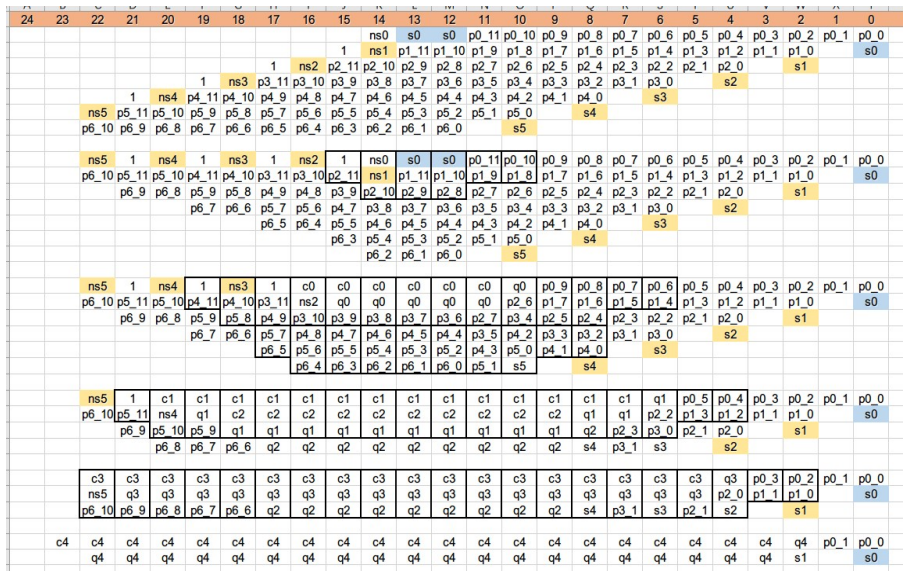 24 23 22 21 20 19 18 17 16 15 14 13 12 11 10 9 8 7 6 5 4 3 2 1 0
ns0 s0 s0 p0_11 p0_10 p0_9 p0_8 p0_7 p0_6 p0_5 p0_4 p0_3 p0_2 p0_1 p0_0
1 ns1 p1_11 p1_10 p1_9 p1_8 p1_7 p1_6 p1_5 p1_4 p1_3 p1_2 p1_1 p1_0 s0
1 ns2 p2_11 p2_10 p2_9 p2_8 p2_7 p2_6 p2_5 p2_4 p2_3 p2_2 p2_1 p2_0 s1
1 ns3 p3_11 p3_10 p3_9 p3_8 p3_7 p3_6 p3_5 p3_4 p3_3 p3_2 p3_1 p3_0 s2
1 ns4 p4_11 p4_10 p4_9 p4_8 p4_7 p4_6 p4_5 p4_4 p4_3 p4_2 p4_1 p4_0 s3
ns5 p5_11 p5_10 p5_9 p5_8 p5_7 p5_6 p5_5 p5_4 p5_3 p5_2 p5_1 p5_0 s4
p6_10 p6_9 p6_8 p6_7 p6_6 p6_5 p6_4 p6_3 p6_2 p6_1 p6_0 s5
ns5 1 ns4 1 ns3 1 ns2 1 ns0 s0 s0 p0_11 p0_10 p0_9 p0_8 p0_7 p0_6 p0_5 p0_4 p0_3 p0_2 p0_1 p0_0
p6_10 p5_11 p5_10 p4_11 p4_10 p3_11 p3_10 p2_11 ns1 p1_11 p1_10 p1_9 p1_8 p1_7 p1_6 p1_5 p1_4 p1_3 p1_2 p1_1 p1_0 s0
p6_9 p6_8 p5_9 p5_8 p4_9 p4_8 p3_9 p2_10 p2_9 p2_8 p2_7 p2_6 p2_5 p2_4 p2_3 p2_2 p2_1 p2_0 s1
p6_7 p6_6 p5_7 p5_6 p4_7 p3_8 p3_7 p3_6 p3_5 p3_4 p3_3 p3_2 p3_1 p3_0 s2
p6_5 p6_4 p5_5 p4_6 p4_5 p4_4 p4_3 p4_2 p4_1 p4_0 s3
p6_3 p5_4 p5_3 p5_2 p5_1 p5_0 s4
p6_2 p6_1 p6_0 s5
ns5 1 ns4 1 ns3 1 c0 c0 c0 c0 c0 c0 c0 p0_9 p0_8 p0_7 p0_6 p0_5 p0_4 p0_3 p0_2 p0_1 p0_0
p6_10 p5_11 p5_10 p4_11 p4_10 p3_11 ns2 q0 q0 q0 q0 q0 p2_6 p1_7 p1_6 p1_5 p1_4 p1_3 p1_2 p1_1 p1_0 s0
p6_9 p6_8 p5_9 p5_8 p4_9 p3_10 p3_9 p3_8 p3_7 p3_6 p2_7 p3_4 p2_5 p2_4 p2_3 p2_2 p2_1 p2_0 s1
p6_7 p6_6 p5_7 p4_8 p4_7 p4_6 p4_5 p4_4 p3_5 p4_2 p3_3 p3_2 p3_1 p3_0 s2
p6_5 p5_6 p5_5 p5_4 p5_3 p5_2 p4_3 p5_0 p4_1 p4_0 s3
p6_4 p6_3 p6_2 p6_1 p6_0 p5_1 s5 s4
ns5 1 c1 c1 c1 c1 c1 c1 c1 c1 c1 c1 c1 c1 c1 c1 q1 p0_5 p0_4 p0_3 p0_2 p0_1 p0_0
p6_10 p5_11 ns4 q1 c2 c2 c2 c2 c2 c2 c2 c2 c2 c2 q1 q1 p2_2 p1_3 p1_2 p1_1 p1_0 s0
p6_9 p5_10 p5_9 q1 q1 q1 q1 q1 q1 q1 q1 q1 q1 q2 p2_3 p3_0 p2_1 p2_0 s1
p6_8 p6_7 p6_6 q2 q2 q2 q2 q2 q2 q2 q2 q2 s4 p3_1 s3 s2
c3 c3 c3 c3 c3 c3 c3 c3 c3 c3 c3 c3 c3 c3 c3 c3 c3 c3 q3 p0_3 p0_2 p0_1 p0_0
ns5 q3 q3 q3 q3 q3 q3 q3 q3 q3 q3 q3 q3 q3 q3 q3 q3 q3 p2_0 p1_1 p1_0 s0
p6_10 p6_9 p6_8 p6_7 p6_6 q2 q2 q2 q2 q2 q2 q2 q2 q2 s4 p3_1 s3 p2_1 s2 s1
c4 c4 c4 c4 c4 c4 c4 c4 c4 c4 c4 c4 c4 c4 c4 c4 c4 c4 c4 c4 c4 q4 p0_1 p0_0
q4 q4 q4 q4 q4 q4 q4 q4 q4 q4 q4 q4 q4 q4 q4 q4 q4 q4 q4 q4 s1 s0